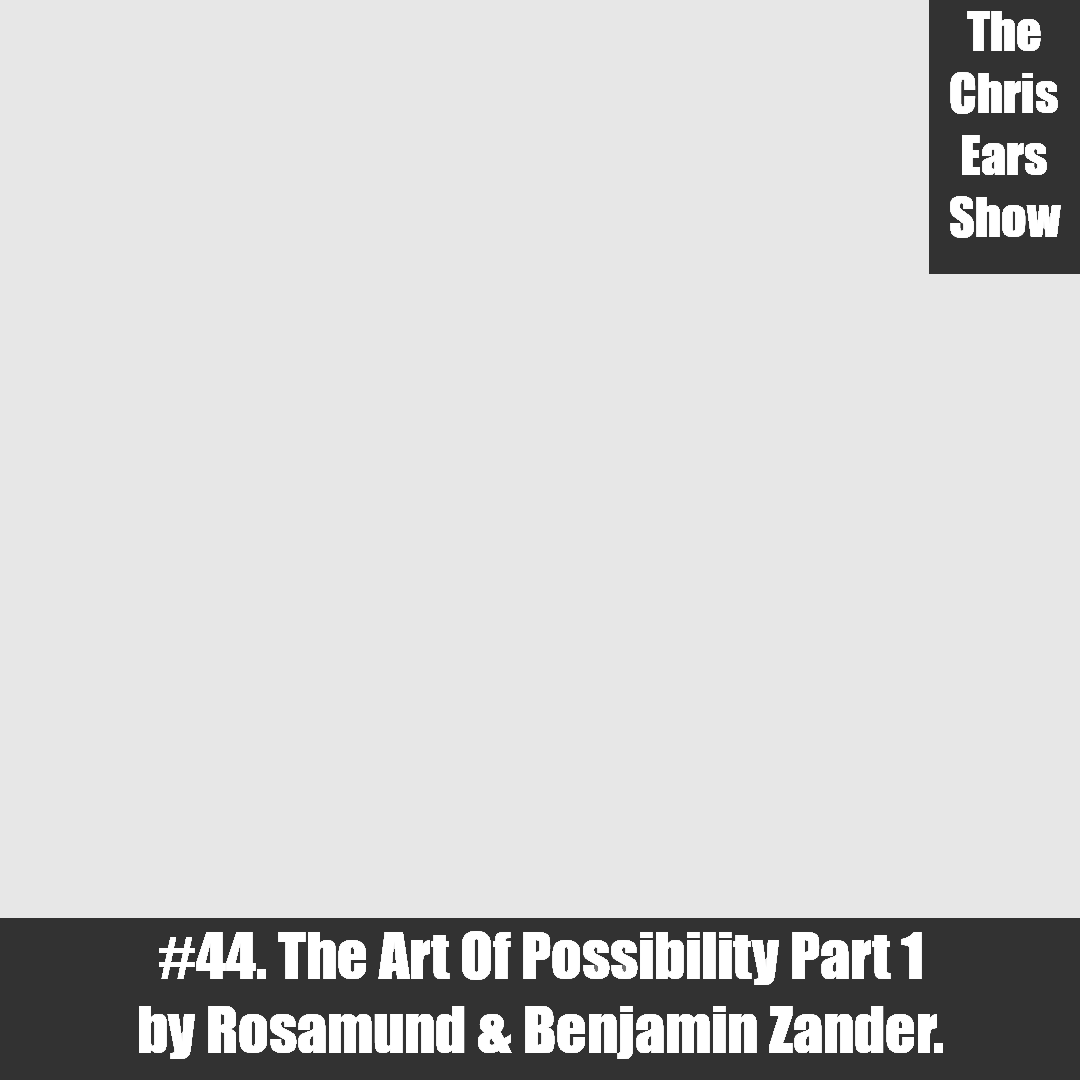 The
Chris
Ears
Show
#44. The Art Of Possibility Part 1
by Rosamund & Benjamin Zander.